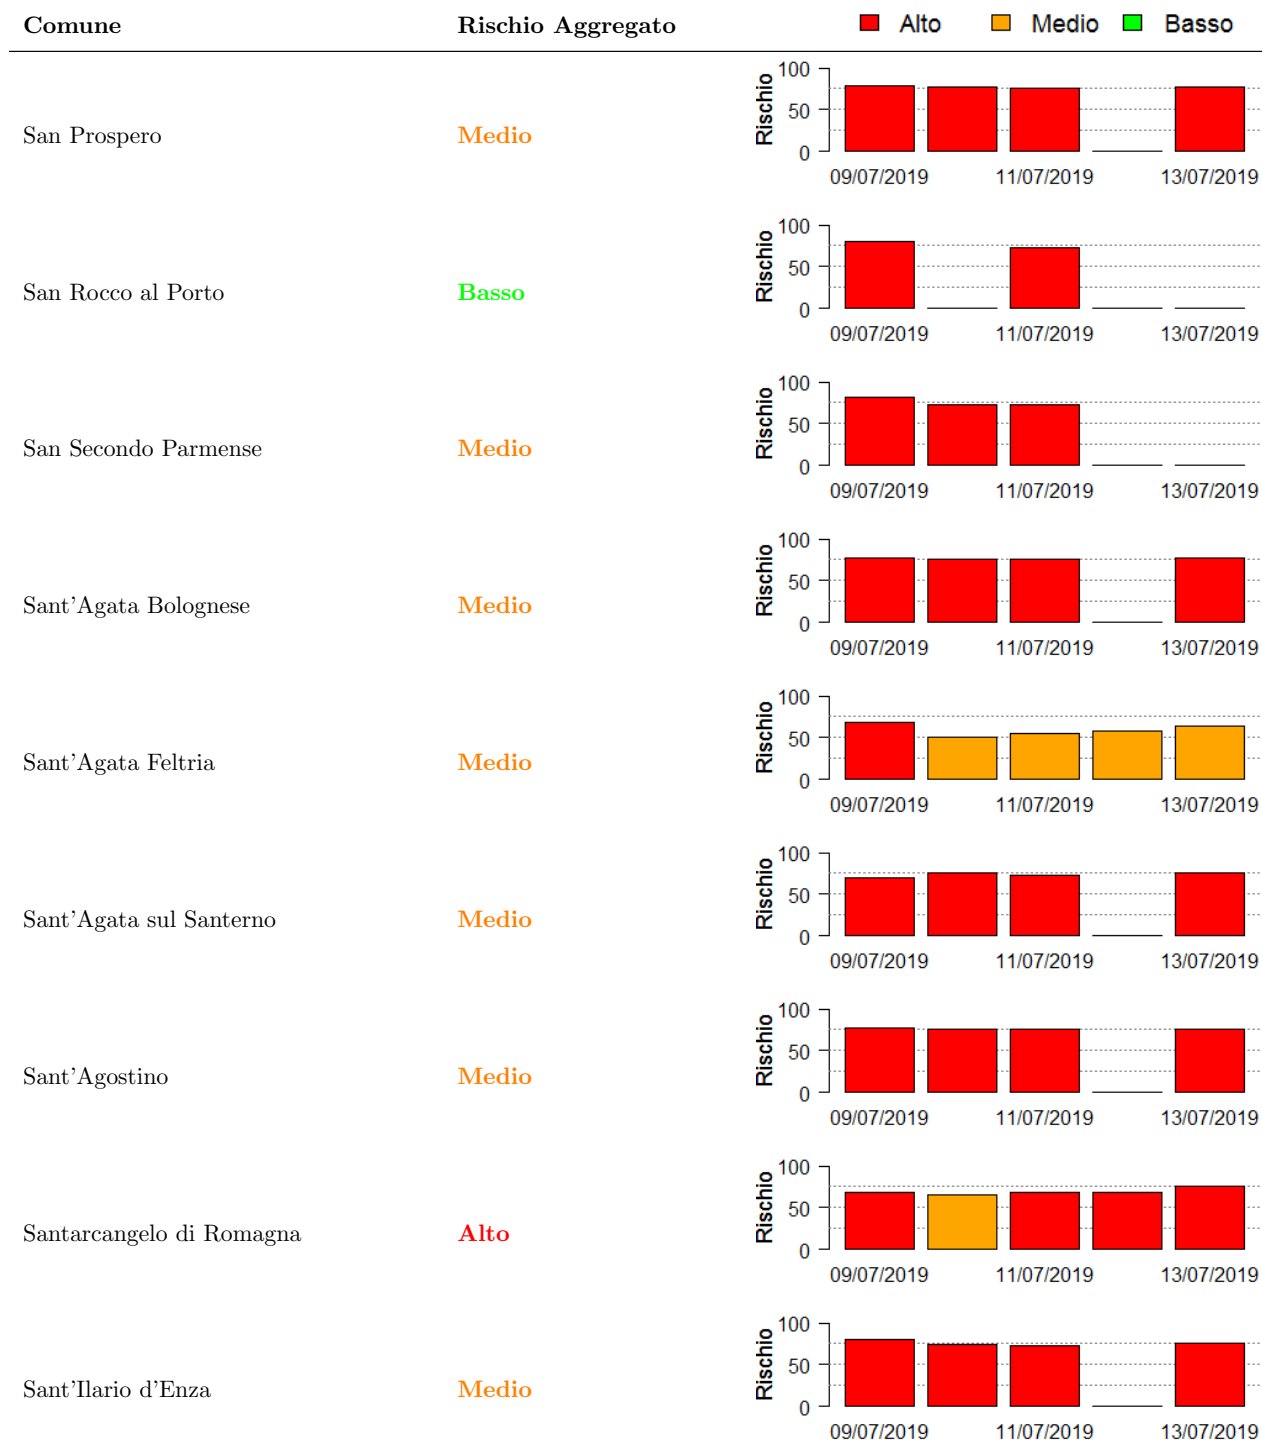 Comune Rischio Aggregato Alto Medio Basso
San Prospero Medio Rischio 100 50 0 09/07/2019 11/07/2019 13/07/2019
San Rocco al Porto Basso Rischio 100 50 0 09/07/2019 11/07/2019 13/07/2019
San Secondo Parmense Medio Rischio 100 50 0 09/07/2019 11/07/2019 13/07/2019
Sant'Agata Bolognese Medio Rischio 100 50 0 09/07/2019 11/07/2019 13/07/2019
Sant'Agata Feltria Medio Rischio 100 50 0 09/07/2019 11/07/2019 13/07/2019
Sant'Agata sul Santerno Medio Rischio 100 50 0 09/07/2019 11/07/2019 13/07/2019
Sant'Agostino Medio Rischio 100 50 0 09/07/2019 11/07/2019 13/07/2019
Santarcangelo di Romagna Alto Rischio 100 50 0 09/07/2019 11/07/2019 13/07/2019
Sant'Ilario d'Enza Medio Rischio 100 50 0 09/07/2019 11/07/2019 13/07/2019